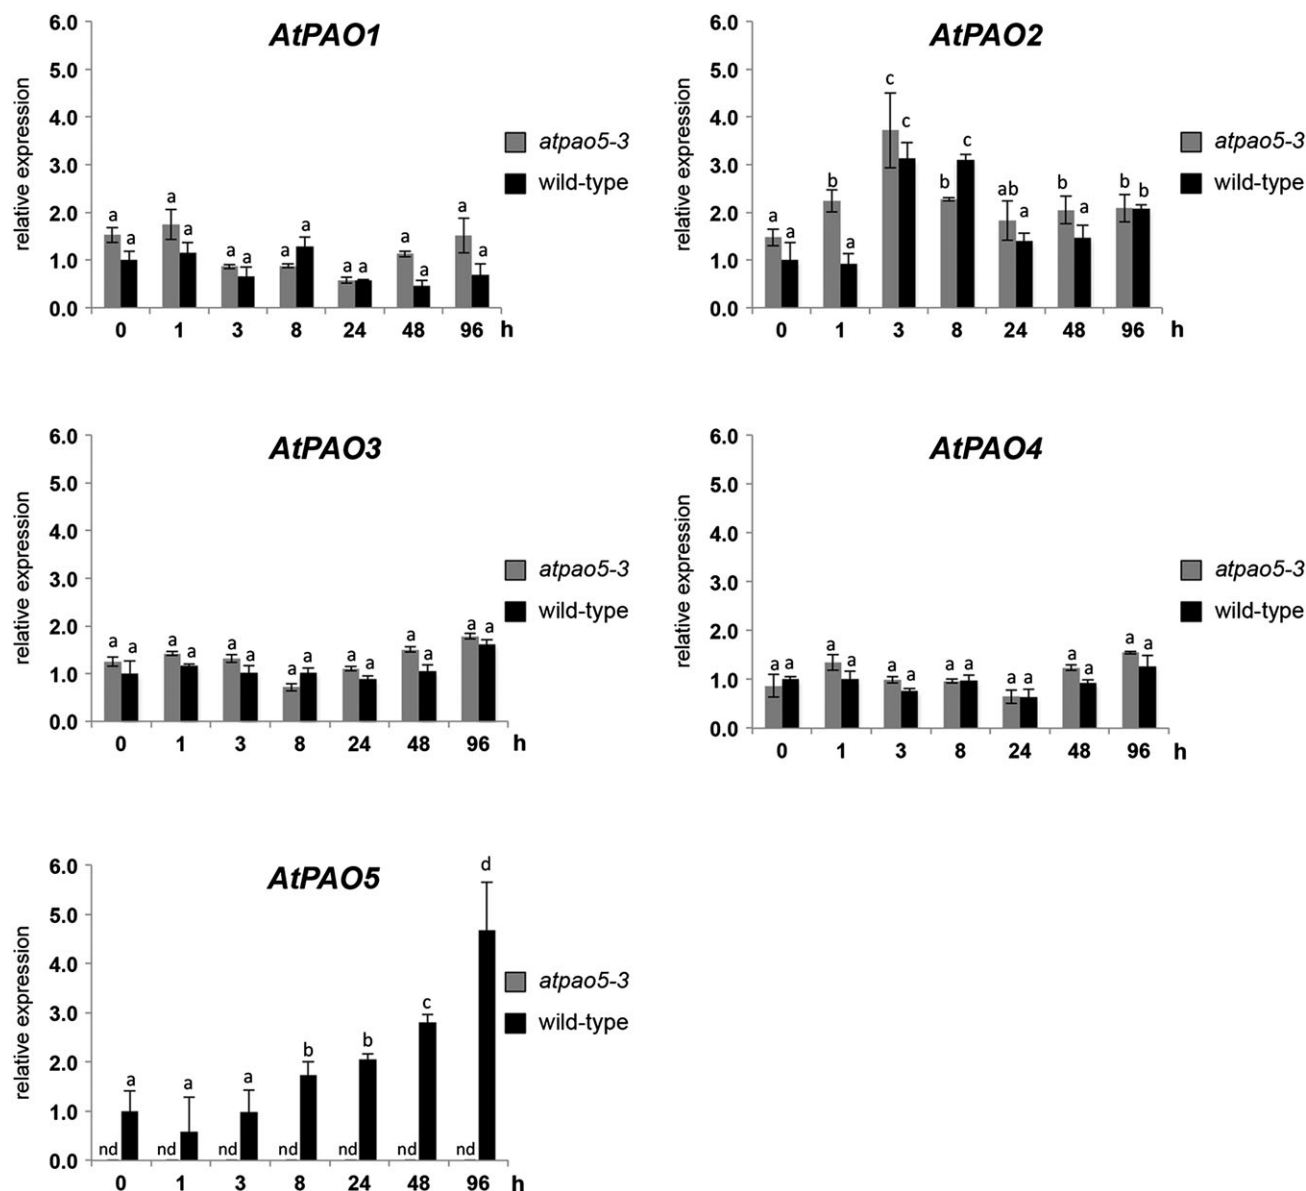 AtPAO1
relative expression
6.0
5.0
4.0
3.0
2.0
1.0
0.0
a a a a a a a a a a a a a a
atpao5-3
wild-type
0 1 3 8 24 48 96 h
AtPAO2
relative expression
6.0
5.0
4.0
3.0
2.0
1.0
0.0
a a b a c c b c ab a b a b b
atpao5-3
wild-type
0 1 3 8 24 48 96 h
AtPAO3
relative expression
6.0
5.0
4.0
3.0
2.0
1.0
0.0
a a a a a a a a a a a a a a
atpao5-3
wild-type
0 1 3 8 24 48 96 h
AtPAO4
relative expression
6.0
5.0
4.0
3.0
2.0
1.0
0.0
a a a a a a a a a a a a a a
atpao5-3
wild-type
0 1 3 8 24 48 96 h
AtPAO5
relative expression
6.0
5.0
4.0
3.0
2.0
1.0
0.0
nd a nd a nd a nd b nd b nd c nd d
atpao5-3
wild-type
0 1 3 8 24 48 96 h